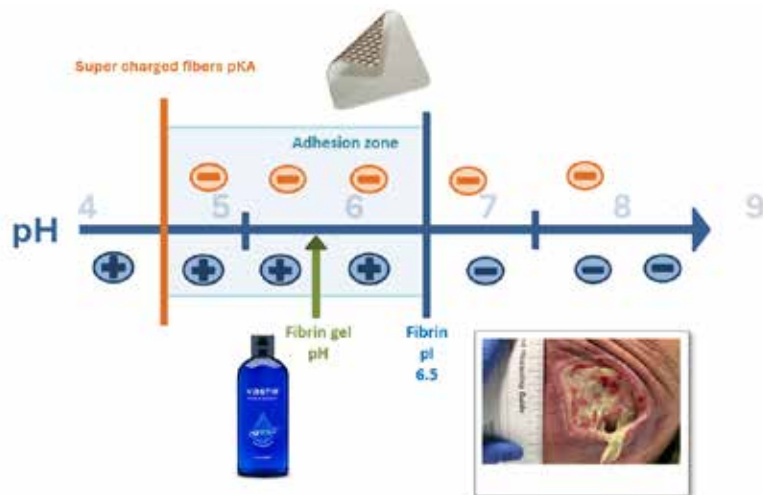 Super charged fibers pKA
Adhesion zone
4 5 6 7 8 9
pH
Fibrin gel
pH
Fibrin
pI
6.5